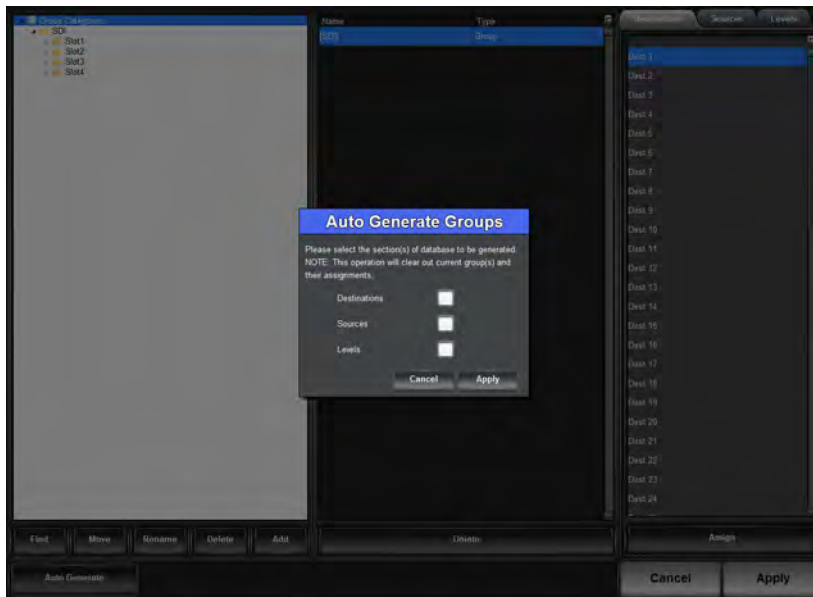 Group Categories
SDI
Slot1
Slot2
Slot3
Slot4
Name Type
SDI Group
Destinations Sources Levels
Dest 1
Dest 2
Dest 3
Dest 4
Dest 5
Dest 6
Dest 7
Dest 8
Dest 9
Dest 10
Dest 11
Dest 12
Dest 13
Dest 14
Dest 15
Dest 16
Dest 17
Dest 18
Dest 19
Dest 20
Dest 21
Dest 22
Dest 23
Dest 24
Auto Generate Groups
Please select the section(s) of database to be generated.
NOTE: This operation will clear out current group(s) and
their assignments.
Destinations
Sources
Levels
Cancel Apply
Find Move Rename Delete Add
Delete
Assign
Auto Generate
Cancel Apply